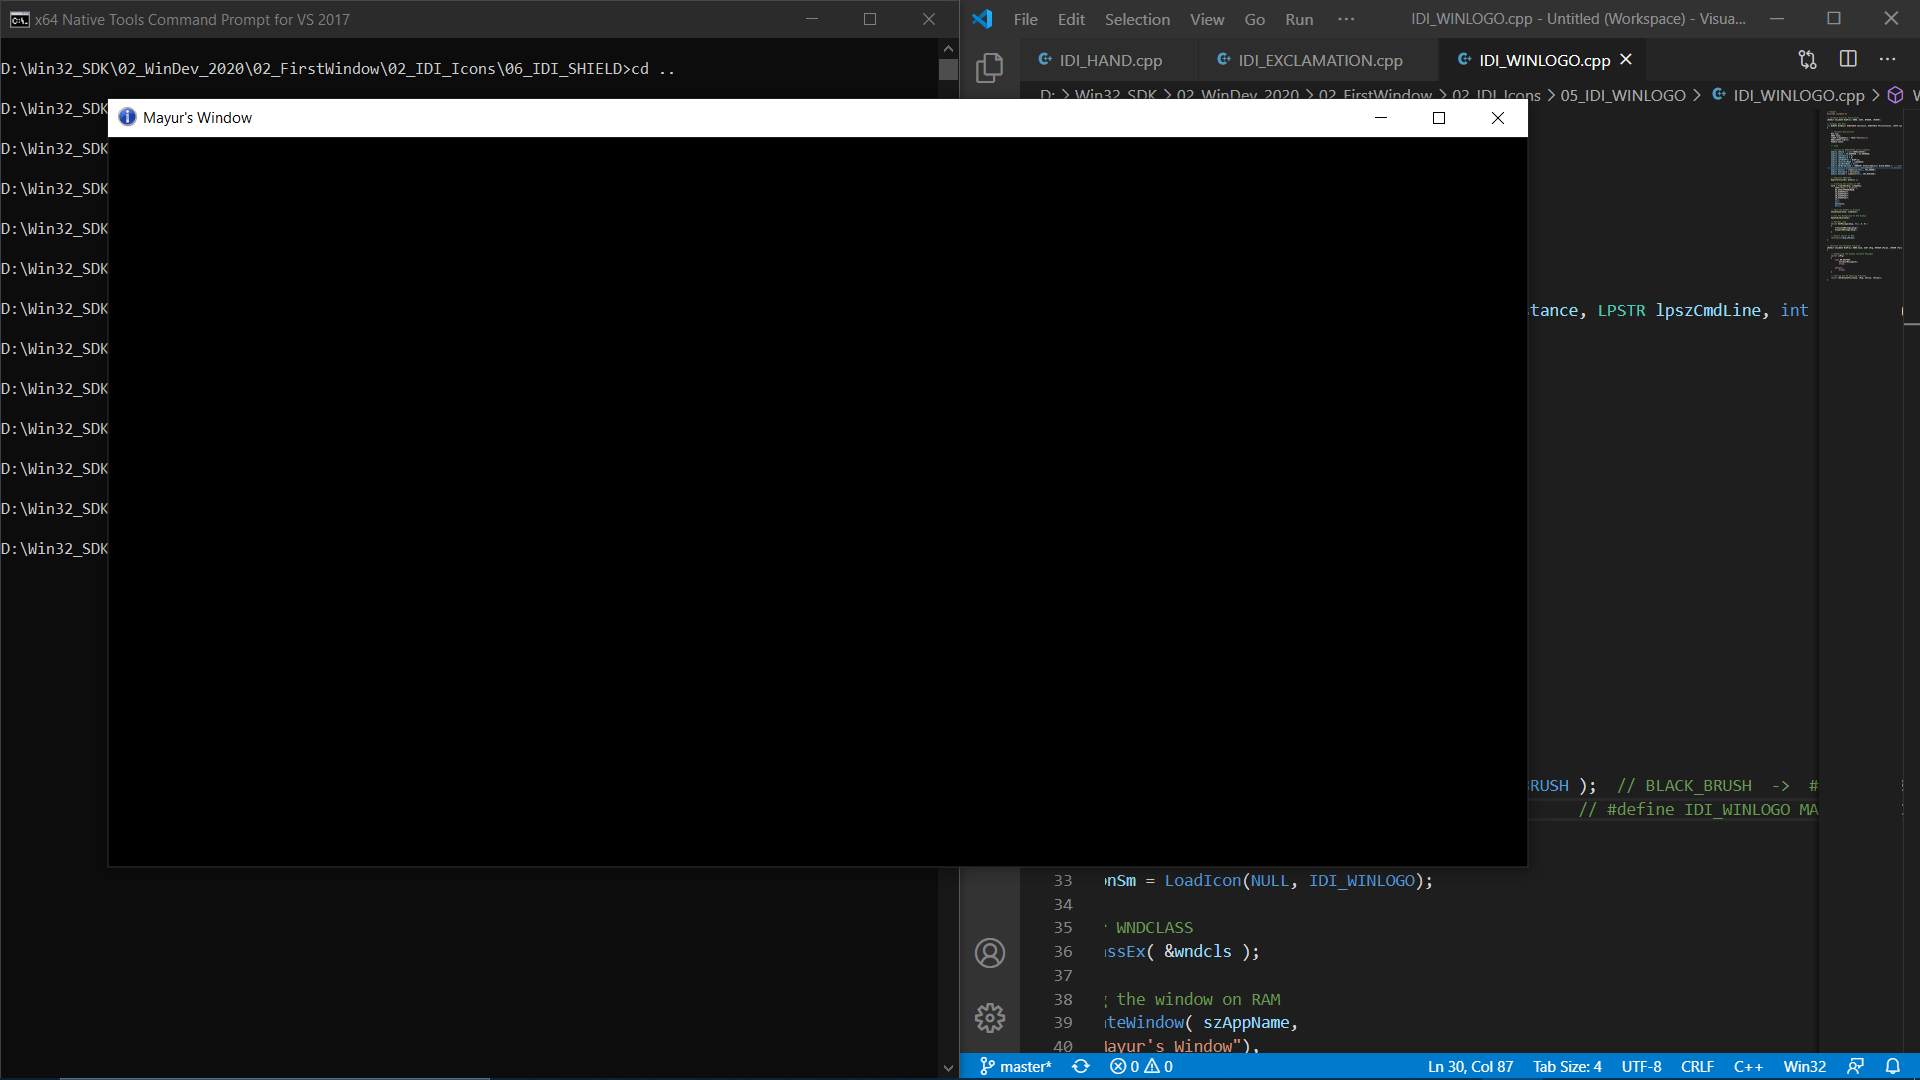 x64 Native Tools Command Prompt for VS 2017
D:\Win32_SDK\02_WinDev_2020\02_FirstWindow\02_IDI_Icons\06_IDI_SHIELD>cd ..
D:\Win32_SDK
D:\Win32_SDK
D:\Win32_SDK
D:\Win32_SDK
D:\Win32_SDK
D:\Win32_SDK
D:\Win32_SDK
D:\Win32_SDK
D:\Win32_SDK
D:\Win32_SDK
D:\Win32_SDK
D:\Win32_SDK
Mayur's Window
File Edit Selection View Go Run ··· IDI_WINLOGO.cpp - Untitled (Workspace) - Visua...
IDI_HAND.cpp IDI_EXCLAMATION.cpp IDI_WINLOGO.cpp
D: > Win32_SDK > 02_WinDev_2020 > 02_FirstWindow > 02_IDI_Icons > 05_IDI_WINLOGO > IDI_WINLOGO.cpp >
tance, LPSTR lpszCmdLine, int
RUSH ); // BLACK_BRUSH -> #
// #define IDI_WINLOGO MA
33 onSm = LoadIcon(NULL, IDI_WINLOGO);
34
35 WNDCLASS
36 ssEx( &wndcls );
37
38 the window on RAM
39 teWindow( szAppName,
40 Mayur's Window"),
master* 0 0 Ln 30, Col 87 Tab Size: 4 UTF-8 CRLF C++ Win32